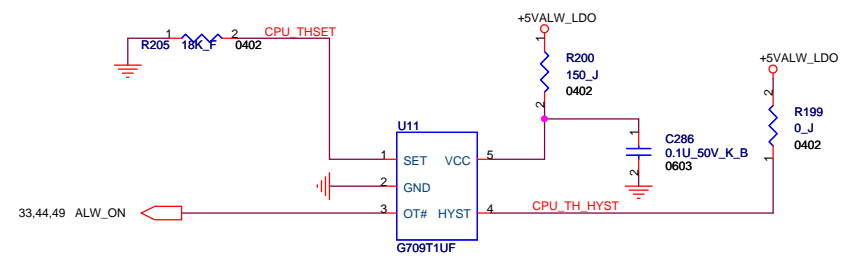 1
2
CPU_THSET
R205
18K_F
0402
+5VALW_LDO
1
R200
150_J
0402
2
+5VALW_LDO
2
R199
0_J
0402
1
U11
1
C286
0.1U_50V_K_B
0603
2
1
SET
VCC
5
2
GND
3
OT#
HYST
4
CPU_TH_HYST
33,44,49 ALW_ON
G709T1UF